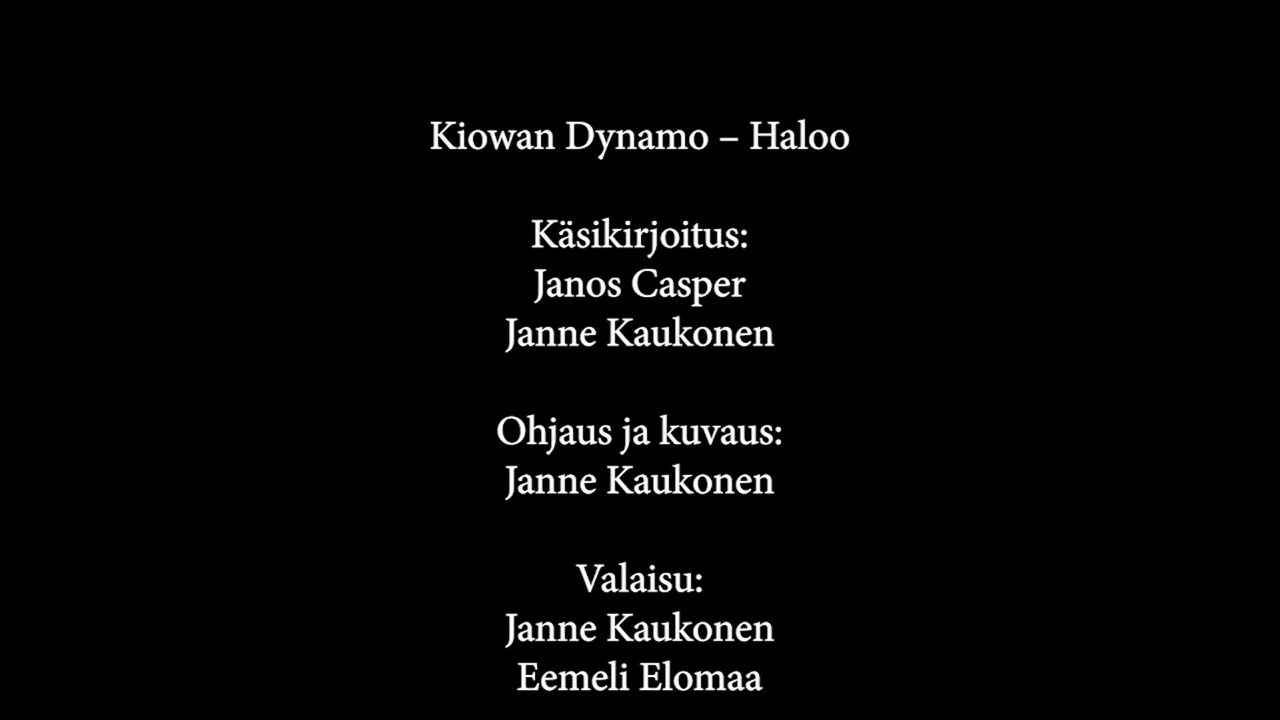 Kiowan Dynamo – Haloo
Käsikirjoitus:
Janos Casper
Janne Kaukonen
Ohjaus ja kuvaus:
Janne Kaukonen
Valaisu:
Janne Kaukonen
Eemeli Elomaa